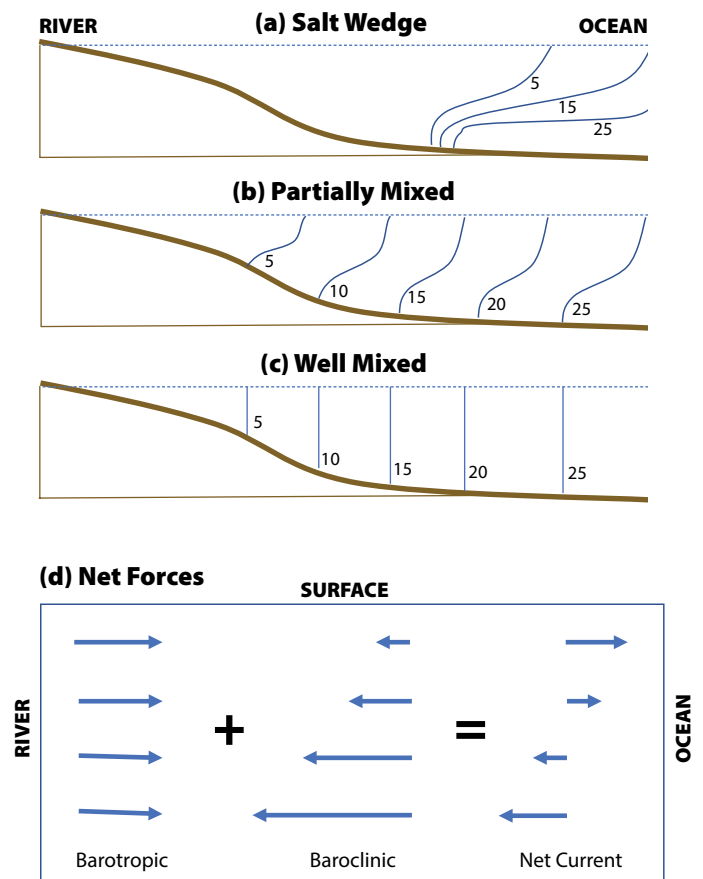 RIVER (a) Salt Wedge OCEAN
5
15
25
(b) Partially Mixed
5
10
15
20
25
(c) Well Mixed
5
10
15
20
25
(d) Net Forces
SURFACE
RIVER
+ =
OCEAN
Barotropic Baroclinic Net Current